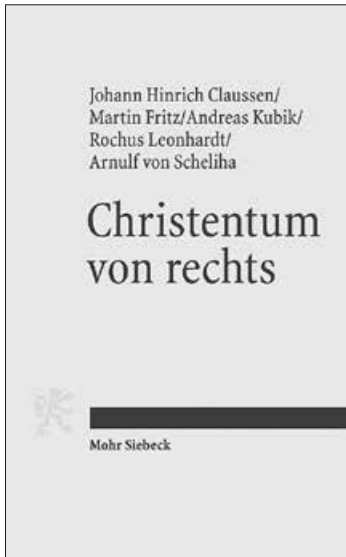 Johann Hinrich Claussen/
Martin Fritz/Andreas Kubik/
Rochus Leonhardt/
Arnulf von Scheliha
Christentum
von rechts
Mohr Siebeck